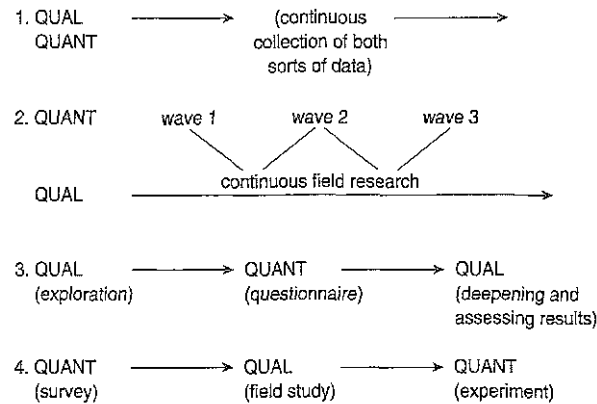 1. QUAL (continuous
QUANT collection of both
sorts of data)
2. QUANT wave 1 wave 2 wave 3
continuous field research
QUAL
3. QUAL QUANT QUAL
(exploration) (questionnaire) (deepening and
assessing results)
4. QUANT QUAL QUANT
(survey) (field study) (experiment)